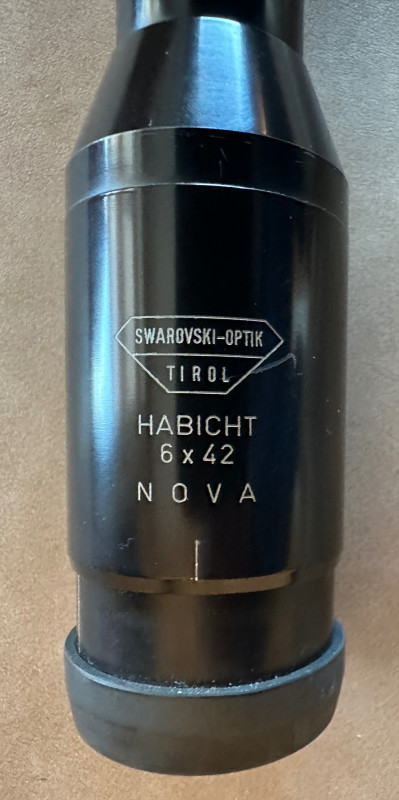 SWAROVSKI-OPTIK
TIROL
HABICHT
6 x 42
NOVA